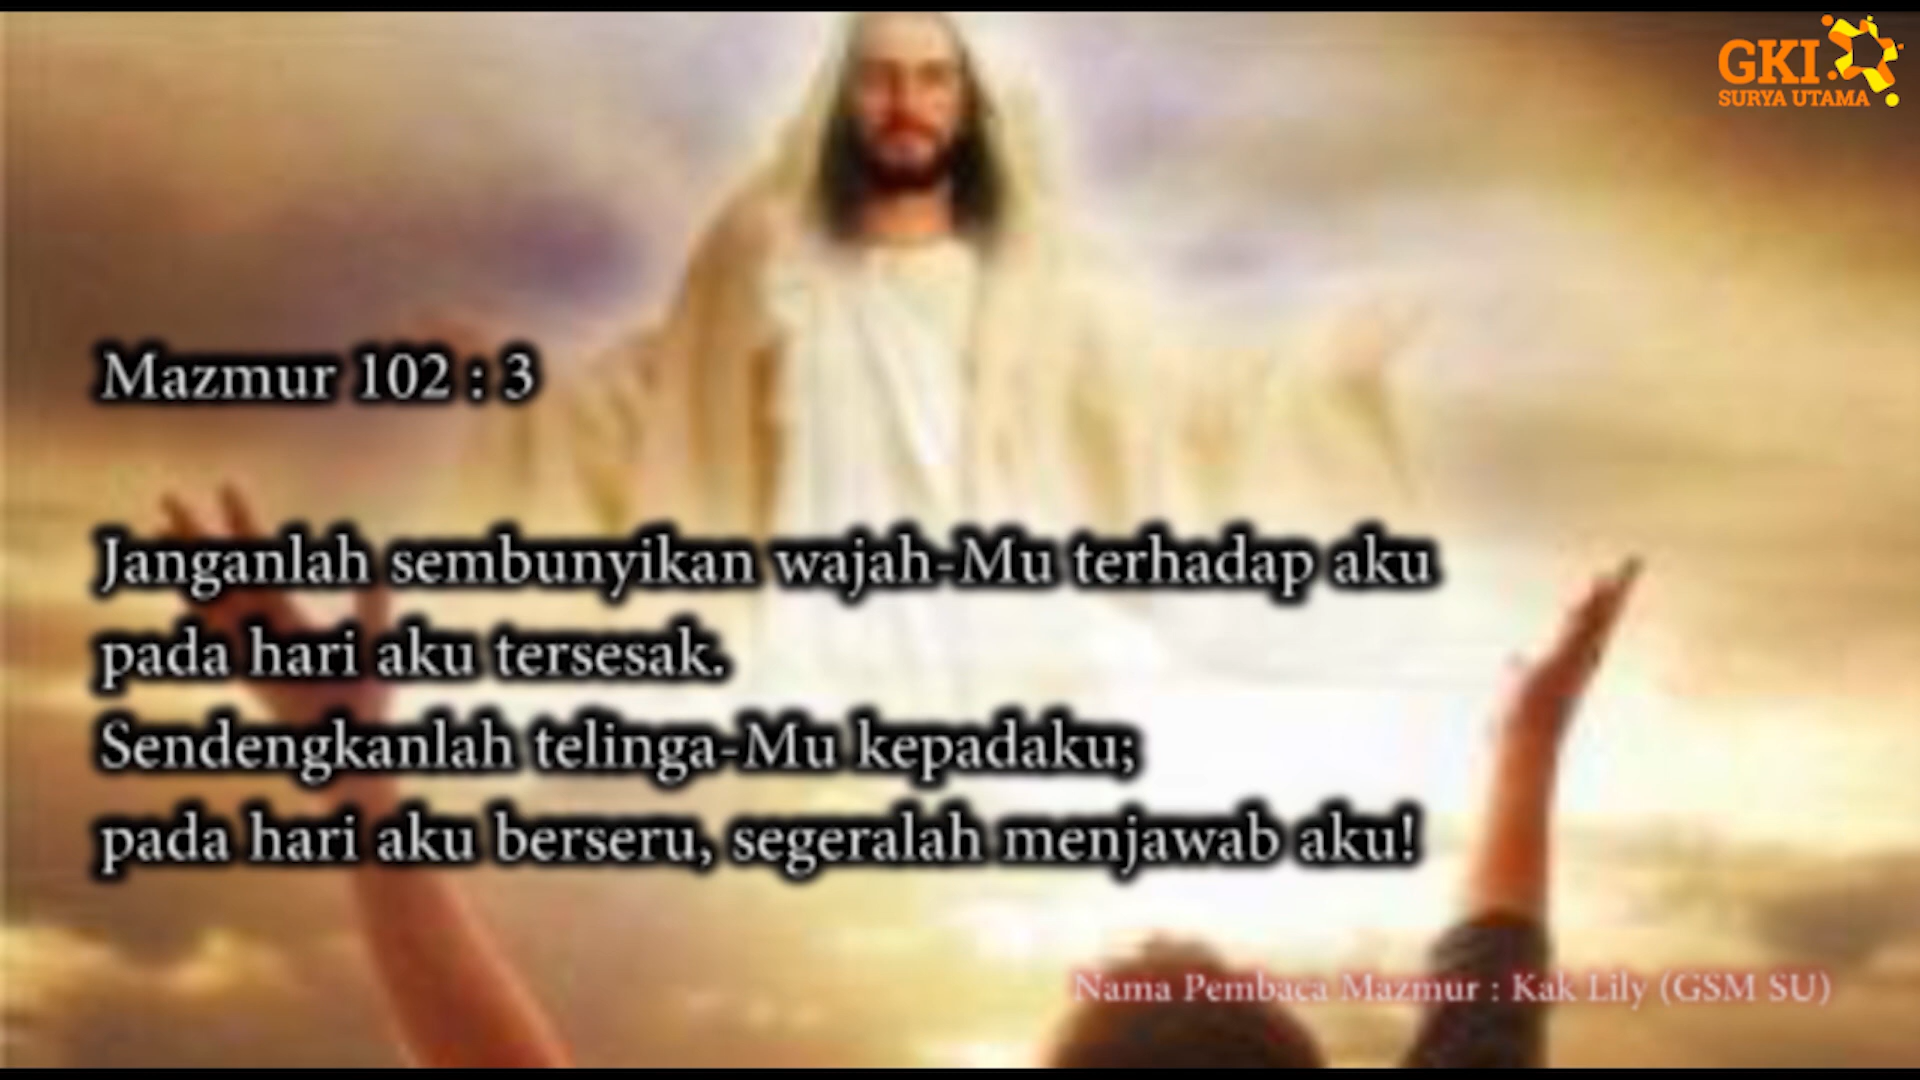 GKI
SURYA UTAMA
Mazmur 102 : 3
Janganlah sembunyikan wajah-Mu terhadap aku
pada hari aku tersesak.
Sendengkanlah telinga-Mu kepadaku;
pada hari aku berseru, segeralah menjawab aku!
Nama Pembaca Mazmur : Kak Lily (GSM SU)